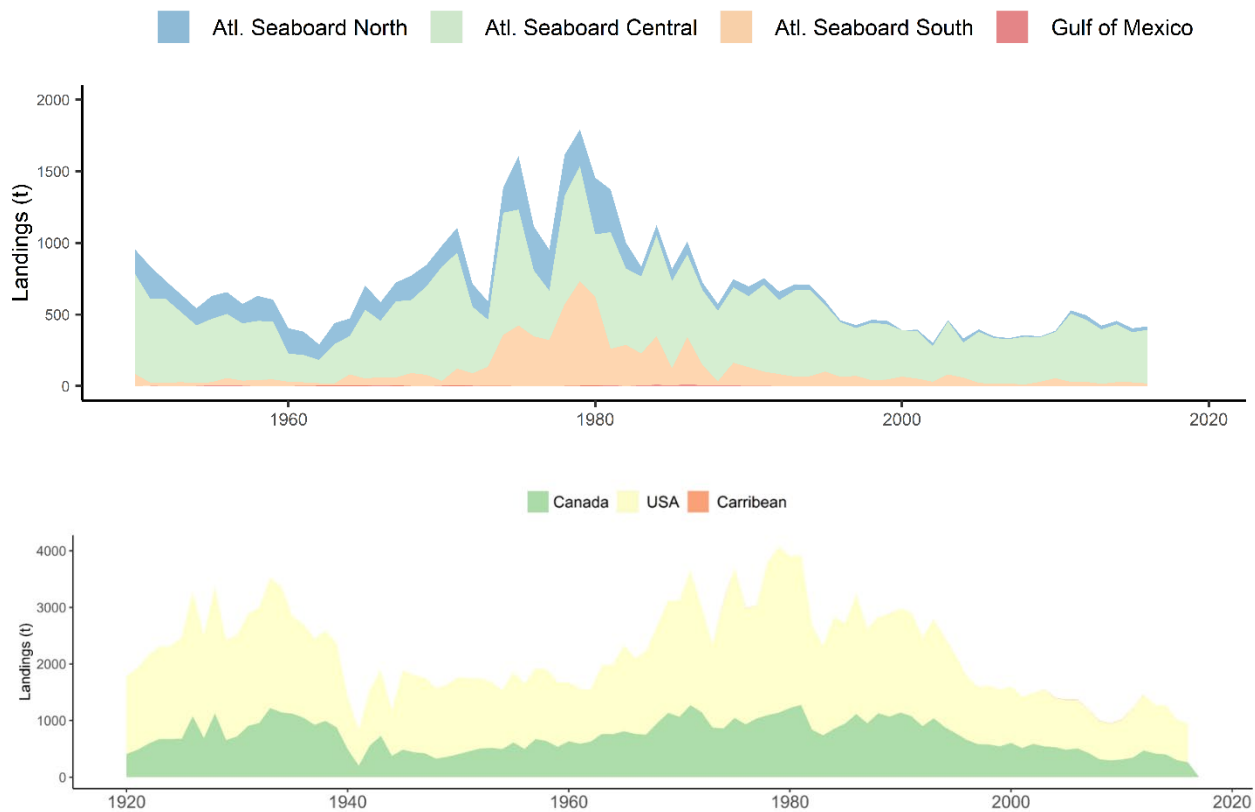 Atl. Seaboard North Atl. Seaboard Central Atl. Seaboard South Gulf of Mexico
2000
1500
1000
500
0
Landings (t)
1960 1980 2000 2020
Canada USA Carribean
4000
3000
2000
1000
0
Landings (t)
1920 1940 1960 1980 2000 2020